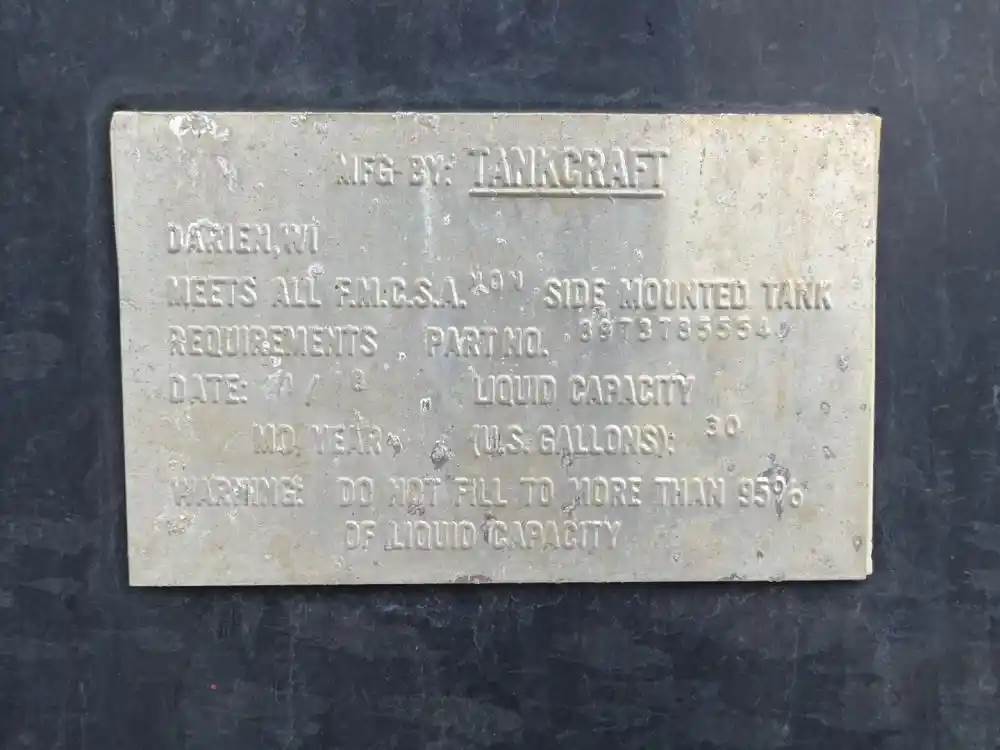 MFG BY: TANKCRAFT
DARIEN, WI
MEETS ALL F.M.C.S.A. NON SIDE MOUNTED TANK
REQUIREMENTS PART NO.
DATE: / LIQUID CAPACITY
MO. YEAR (U.S. GALLONS): 30
WARNING: DO NOT FILL TO MORE THAN 95%
OF LIQUID CAPACITY